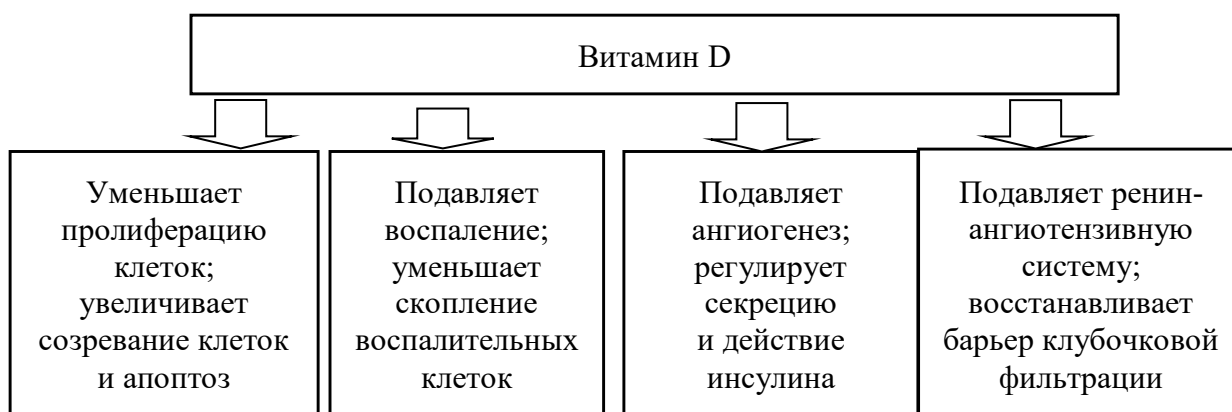 Витамин D
Уменьшает
пролиферацию
клеток;
увеличивает
созревание клеток
и апоптоз
Подавляет
воспаление;
уменьшает
скопление
воспалительных
клеток
Подавляет
ангиогенез;
регулирует
секрецию
и действие
инсулина
Подавляет ренин-
ангиотензивную
систему;
восстанавливает
барьер клубочковой
фильтрации